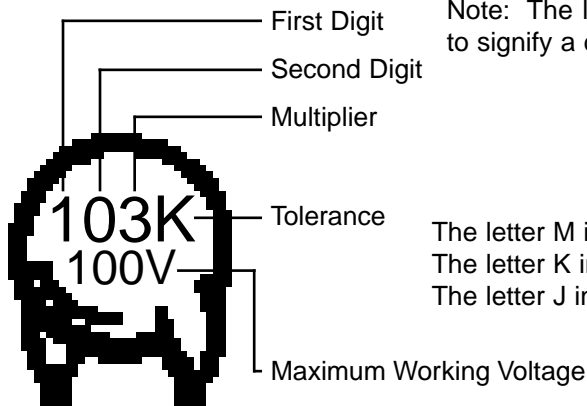 First Digit
Second Digit
Multiplier
Tolerance
Maximum Working Voltage
103K
100V
Note: The
to signify a
The letter M
The letter K
The letter J